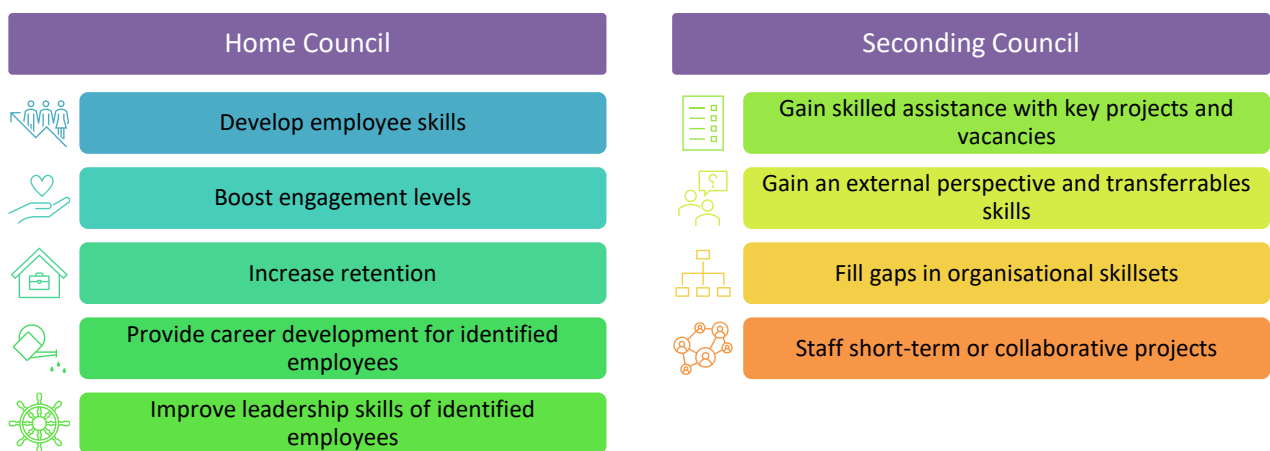 Home Council
Develop employee skills
Boost engagement levels
Increase retention
Provide career development for identified
employees
Improve leadership skills of identified
employees
Seconding Council
Gain skilled assistance with key projects and
vacancies
Gain an external perspective and transferrables
skills
Fill gaps in organisational skillsets
Staff short-term or collaborative projects